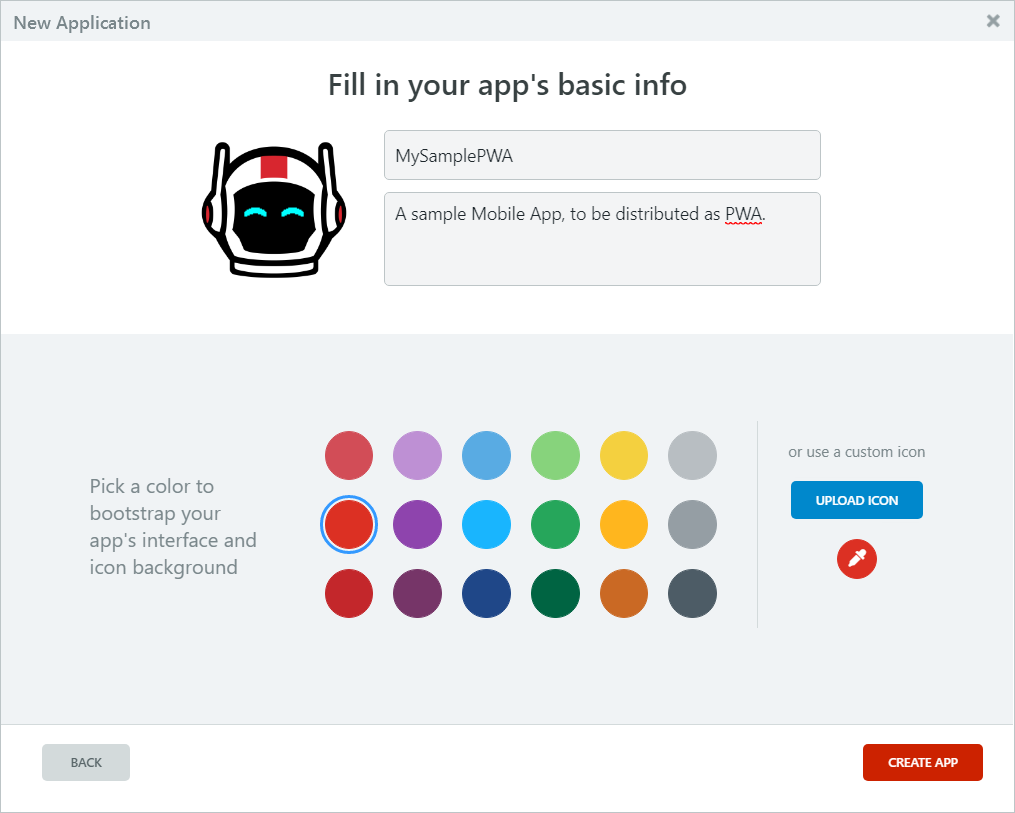 New Application
Fill in your app's basic info
MySamplePWA
A sample Mobile App, to be distributed as PWA.
Pick a color to
bootstrap your
app's interface and
icon background
or use a custom icon
UPLOAD ICON
BACK
CREATE APP